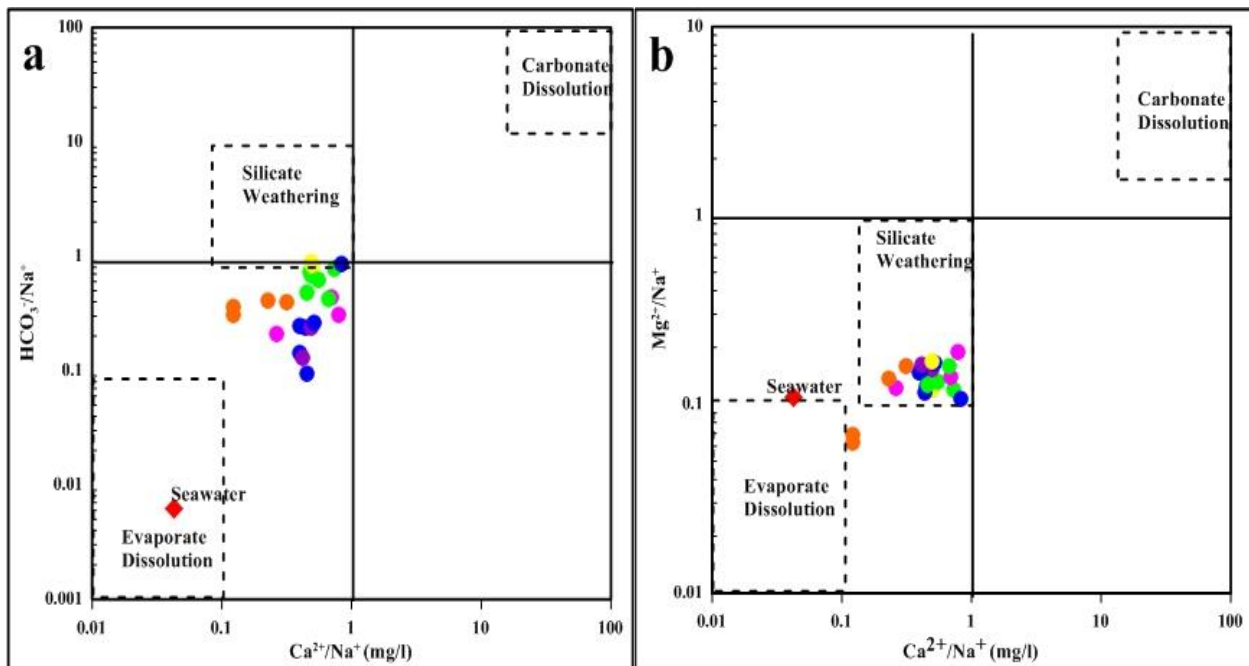 a
100
10
1
0.1
0.01
0.001
HCO₃⁻/Na⁺
Carbonate
Dissolution
Silicate
Weathering
Seawater
Evaporate
Dissolution
0.01
0.1
1
10
100
Ca²⁺/Na⁺ (mg/l)
b
10
1
0.1
0.01
Mg²⁺/Na⁺
Carbonate
Dissolution
Silicate
Weathering
Seawater
Evaporate
Dissolution
0.01
0.1
1
10
100
Ca²⁺/Na⁺ (mg/l)